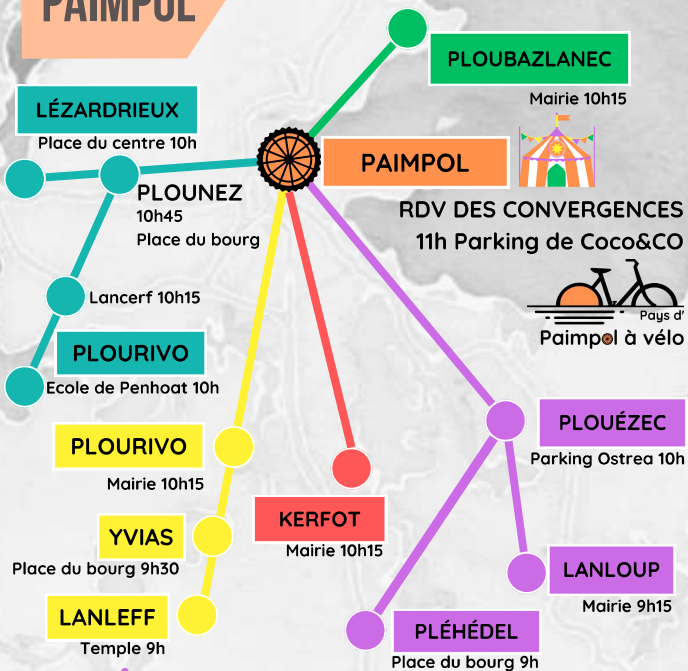 PAIMPOL
PLOUBAZLANEC
Mairie 10h15
LÉZARDRIEUX
Place du centre 10h
PAIMPOL
PLOUNEZ
10h45
Place du bourg
RDV DES CONVERGENCES
11h Parking de Coco&CO
Lancerf 10h15
Pays d'
Paimpol à vélo
PLOURIVO
Ecole de Penhoat 10h
PLOUÉZEC
Parking Ostrea 10h
PLOURIVO
Mairie 10h15
KERFOT
Mairie 10h15
YVIAS
Place du bourg 9h30
LANLOUP
Mairie 9h15
LANLEFF
Temple 9h
PLÉHÉDEL
Place du bourg 9h